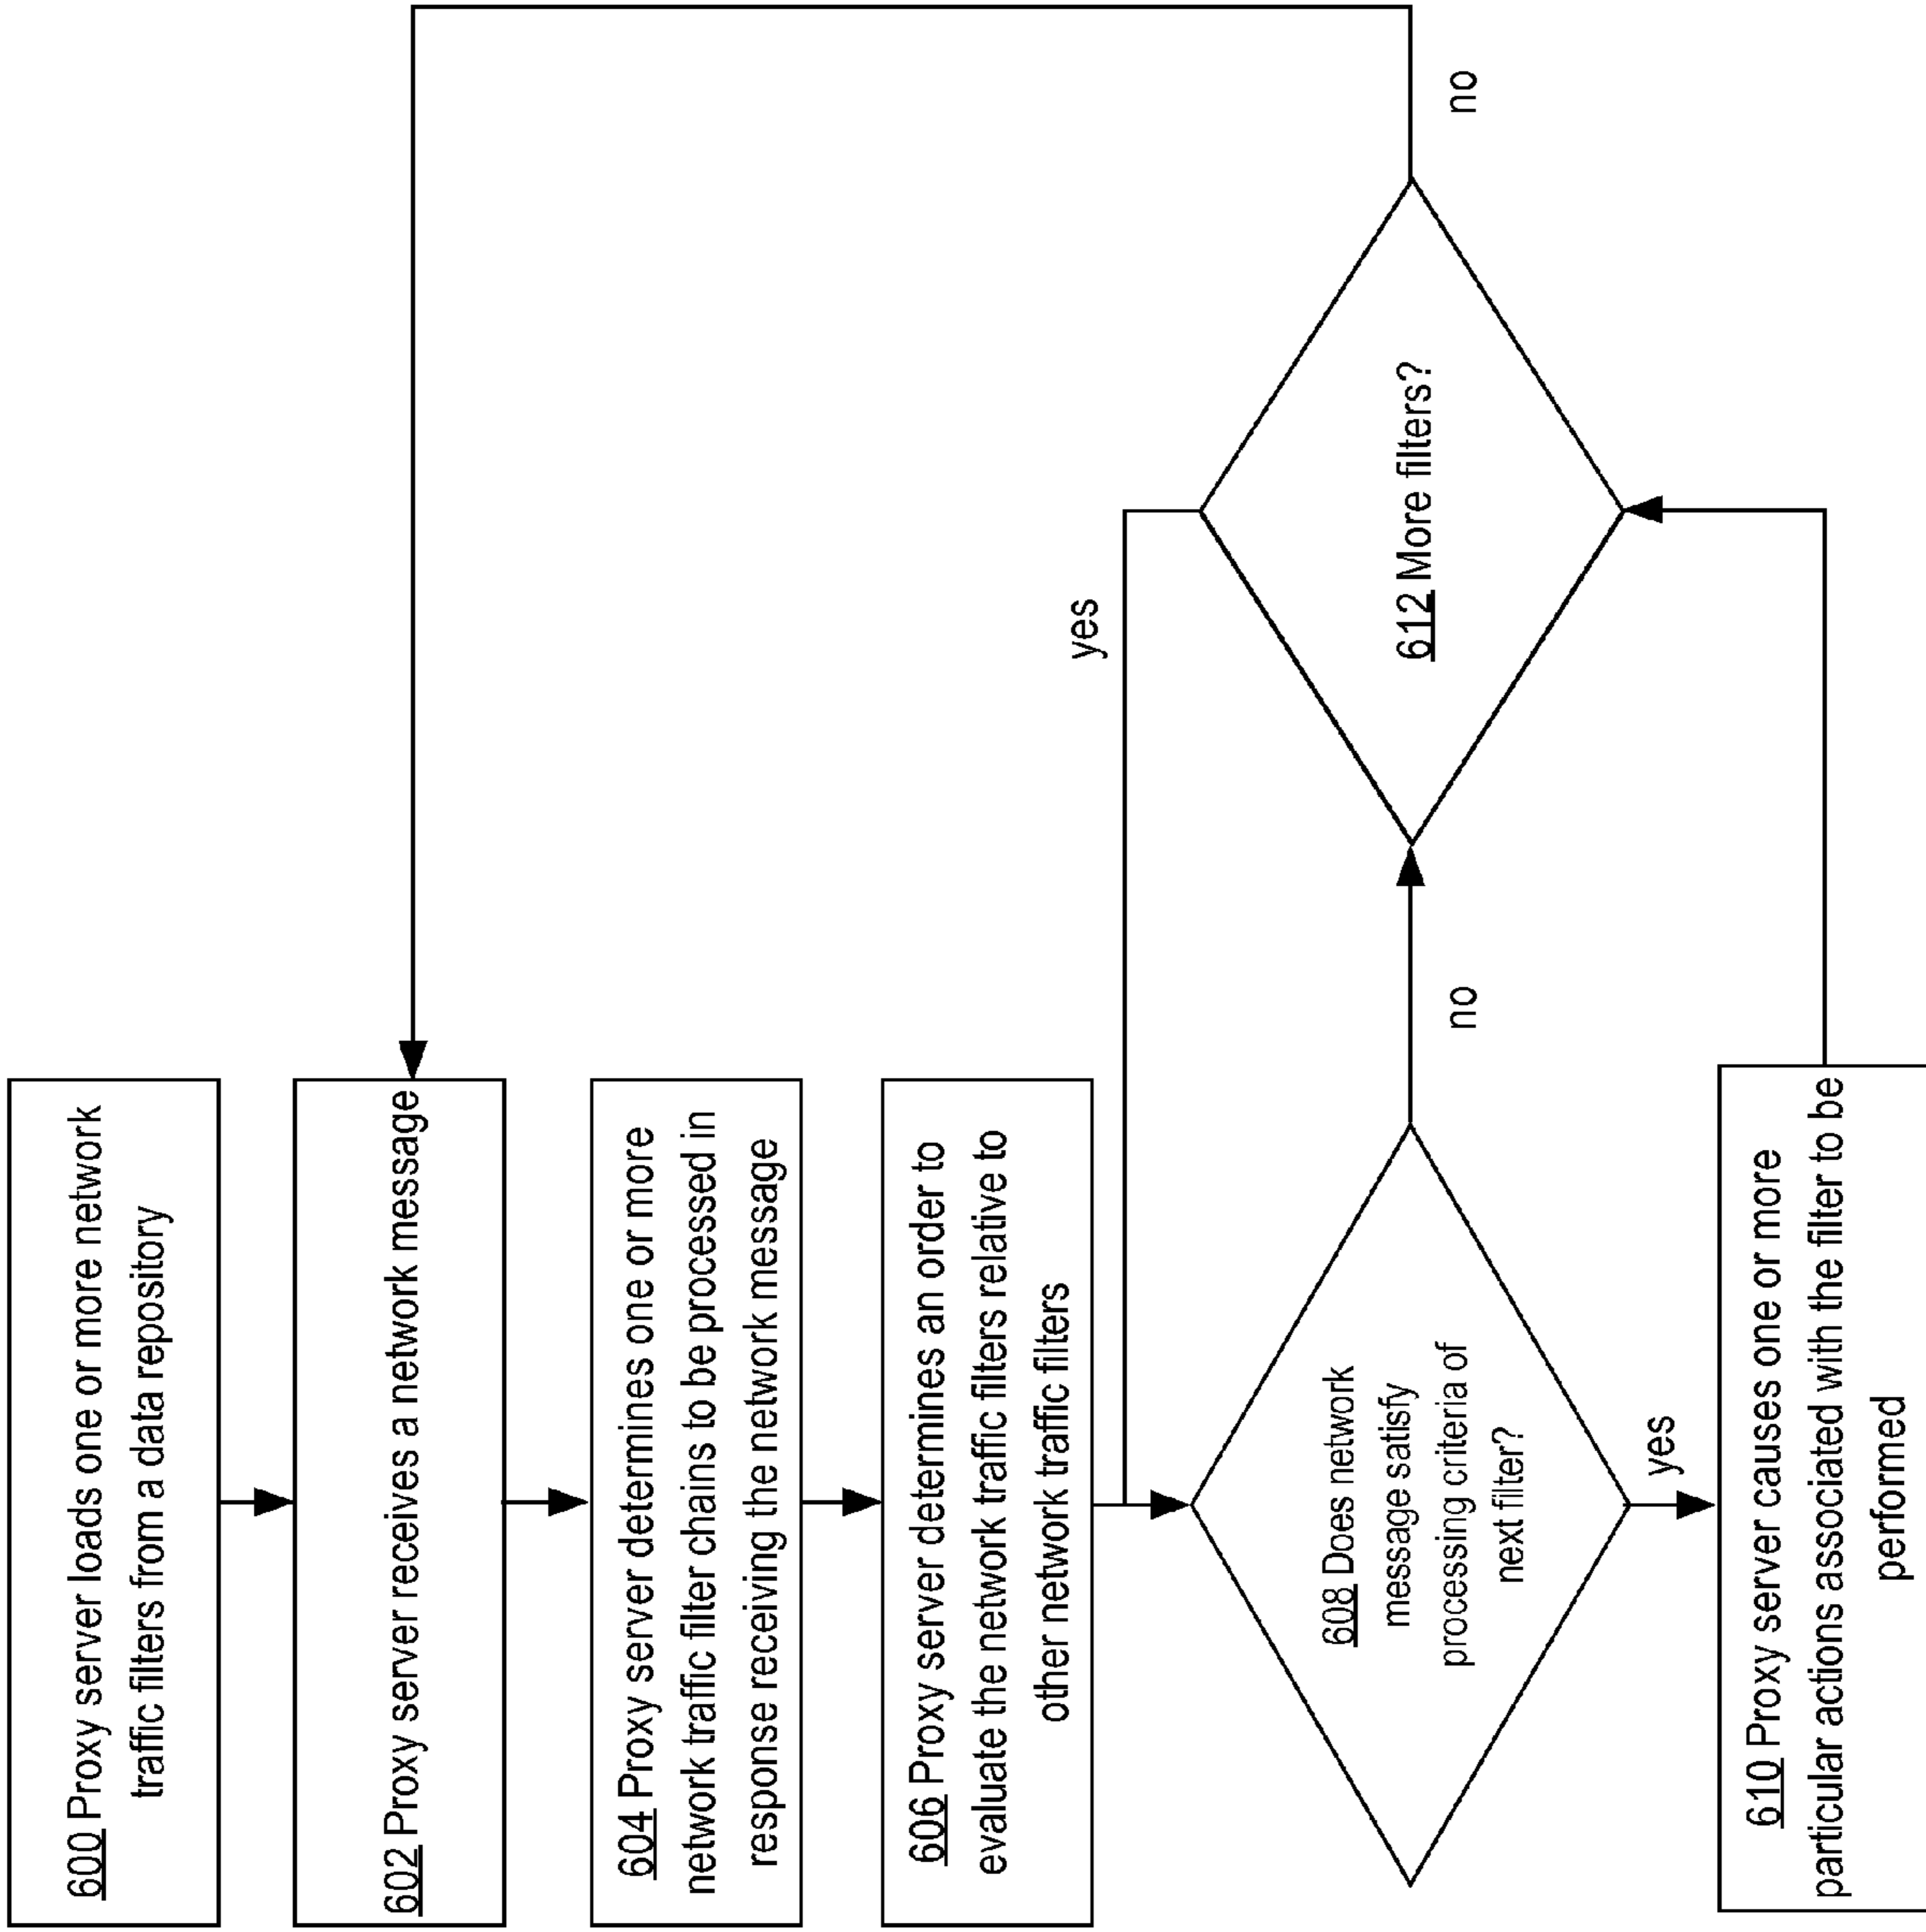 600 Proxy server loads one or more network
traffic filters from a data repository
602 Proxy server receives a network message
604 Proxy server determines one or more
network traffic filter chains to be processed in
response receiving the network message
606 Proxy server determines an order to
evaluate the network traffic filters relative to
other network traffic filters
yes
608 Does network
message satisfy
processing criteria of
next filter?
no
612 More filters?
no
yes
610 Proxy server causes one or more
particular actions associated with the filter to be
performed